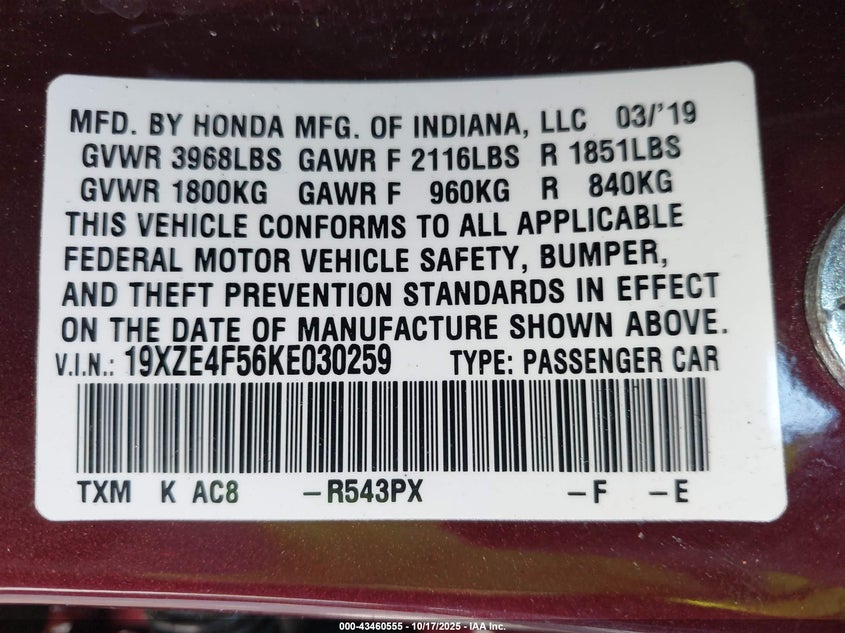 MFD. BY HONDA MFG. OF INDIANA, LLC 03/'19
GVWR 3968LBS GAWR F 2116LBS R 1851LBS
GVWR 1800KG GAWR F 960KG R 840KG
THIS VEHICLE CONFORMS TO ALL APPLICABLE
FEDERAL MOTOR VEHICLE SAFETY, BUMPER,
AND THEFT PREVENTION STANDARDS IN EFFECT
ON THE DATE OF MANUFACTURE SHOWN ABOVE.
V.I.N.: 19XZE4F56KE030259 TYPE: PASSENGER CAR
TXM K AC8 -R543PX -F -E
000-43460555 - 10/17/2025 - IAA Inc.